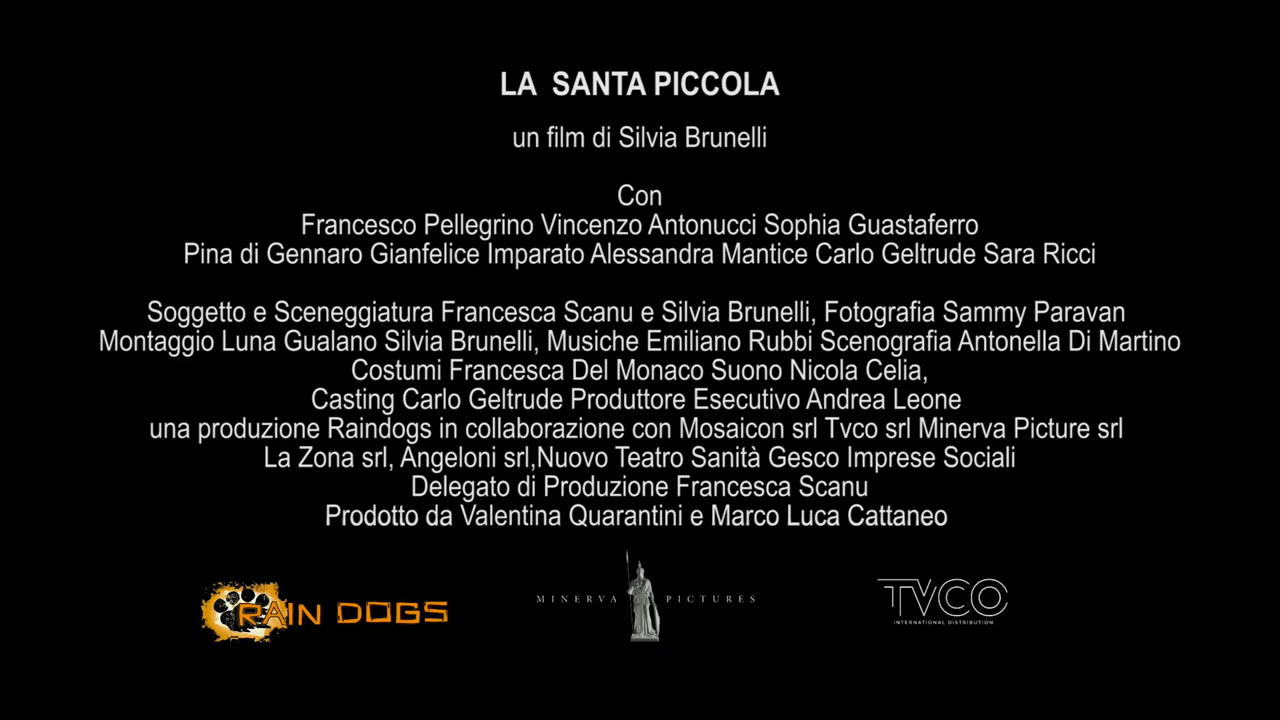 LA SANTA PICCOLA
un film di Silvia Brunelli
Con
Francesco Pellegrino Vincenzo Antonucci Sophia Guastaferro
Pina di Gennaro Gianfelice Imparato Alessandra Mantice Carlo Geltrude Sara Ricci
Soggetto e Sceneggiatura Francesca Scanu e Silvia Brunelli, Fotografia Sammy Paravan
Montaggio Luna Gualano Silvia Brunelli, Musiche Emiliano Rubbi Scenografia Antonella Di Martino
Costumi Francesca Del Monaco Suono Nicola Celia,
Casting Carlo Geltrude Produttore Esecutivo Andrea Leone
una produzione Raindogs in collaborazione con Mosaicon srl Tvco srl Minerva Picture srl
La Zona srl, Angeloni srl,Nuovo Teatro Sanità Gesco Imprese Sociali
Delegato di Produzione Francesca Scanu
Prodotto da Valentina Quarantini e Marco Luca Cattaneo
RAIN DOGS
MINERVA PICTURES
TVCO
INTERNATIONAL DISTRIBUTION